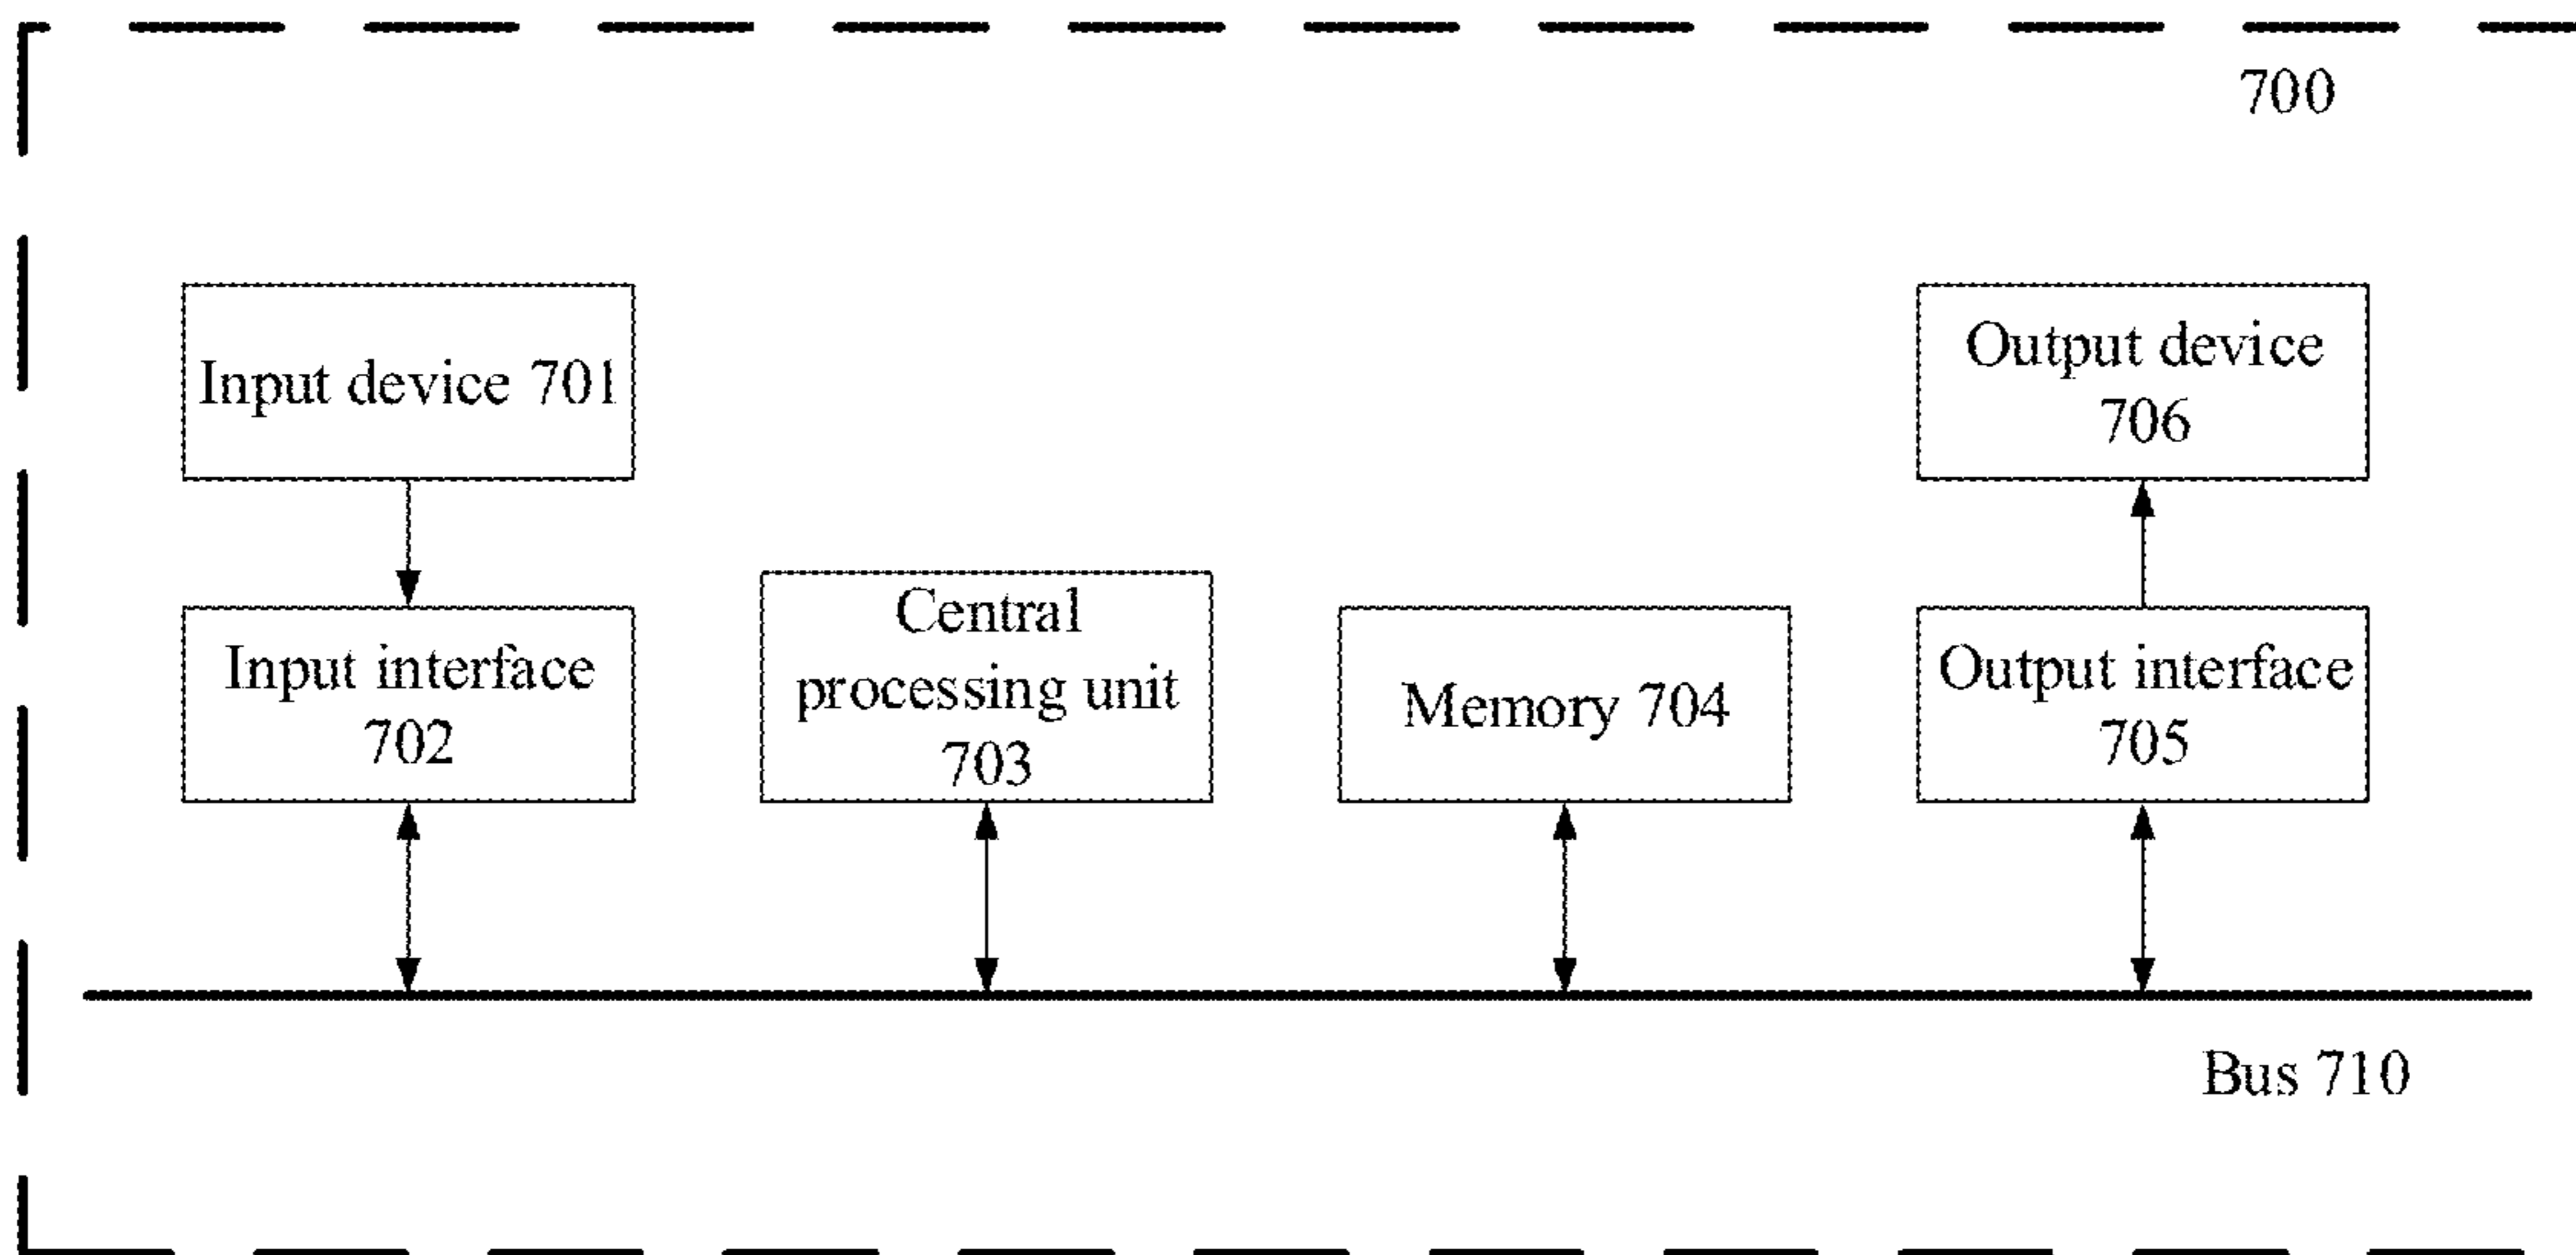 700
Input device 701
Output device
706
Input interface
702
Central
processing unit
703
Memory 704
Output interface
705
Bus 710